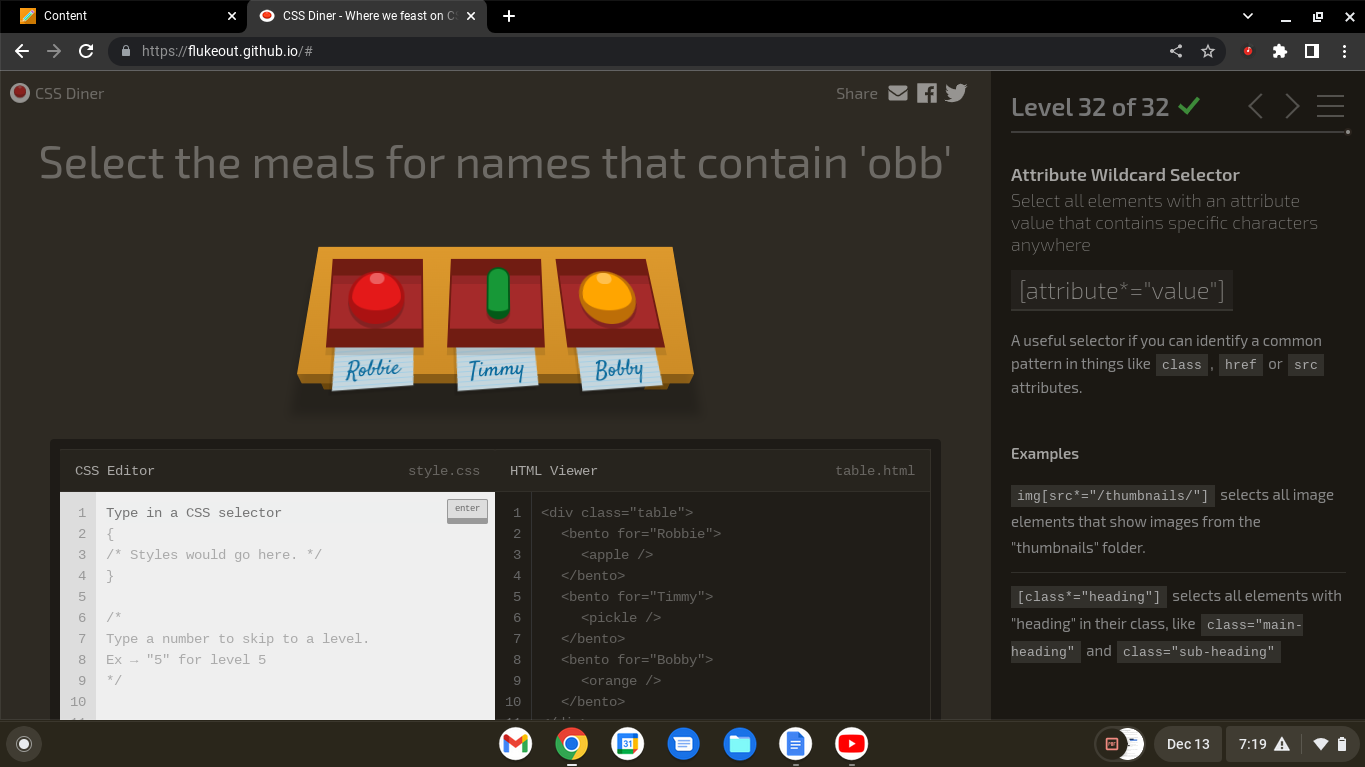 Content
CSS Diner - Where we feast on CS
https://flukeout.github.io/#
CSS Diner
Share
Select the meals for names that contain 'obb'
Robbie
Timmy
Bobby
CSS Editor
style.css
HTML Viewer
table.html
1 Type in a CSS selector
enter
2 {
3 /* Styles would go here. */
4 }
5
6 /*
7 Type a number to skip to a level.
8 Ex → "5" for level 5
9 */
10
1 <div class="table">
2 <bento for="Robbie">
3 <apple />
4 </bento>
5 <bento for="Timmy">
6 <pickle />
7 </bento>
8 <bento for="Bobby">
9 <orange />
10 </bento>
Level 32 of 32
Attribute Wildcard Selector
Select all elements with an attribute
value that contains specific characters
anywhere
[attribute*="value"]
A useful selector if you can identify a common
pattern in things like class , href or src
attributes.
Examples
img[src*="/thumbnails/"] selects all image
elements that show images from the
"thumbnails" folder.
[class*="heading"] selects all elements with
"heading" in their class, like class="main-
heading" and class="sub-heading"
31
Dec 13
7:19